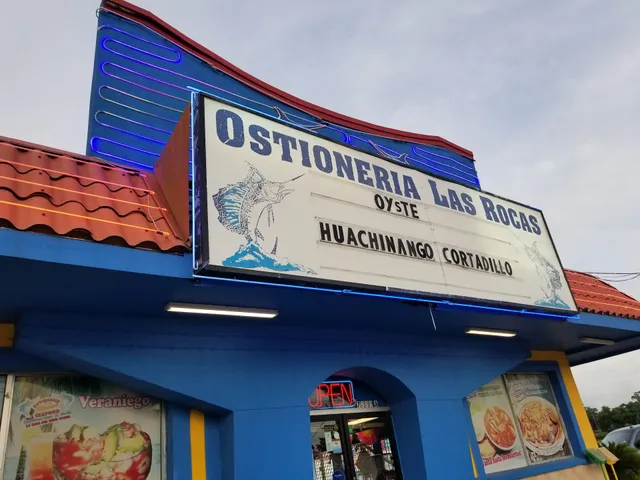 OSTIONERIA LAS ROCAS
OYSTE
HUACHINANGO CORTADILLO
OPEN
Veraniego